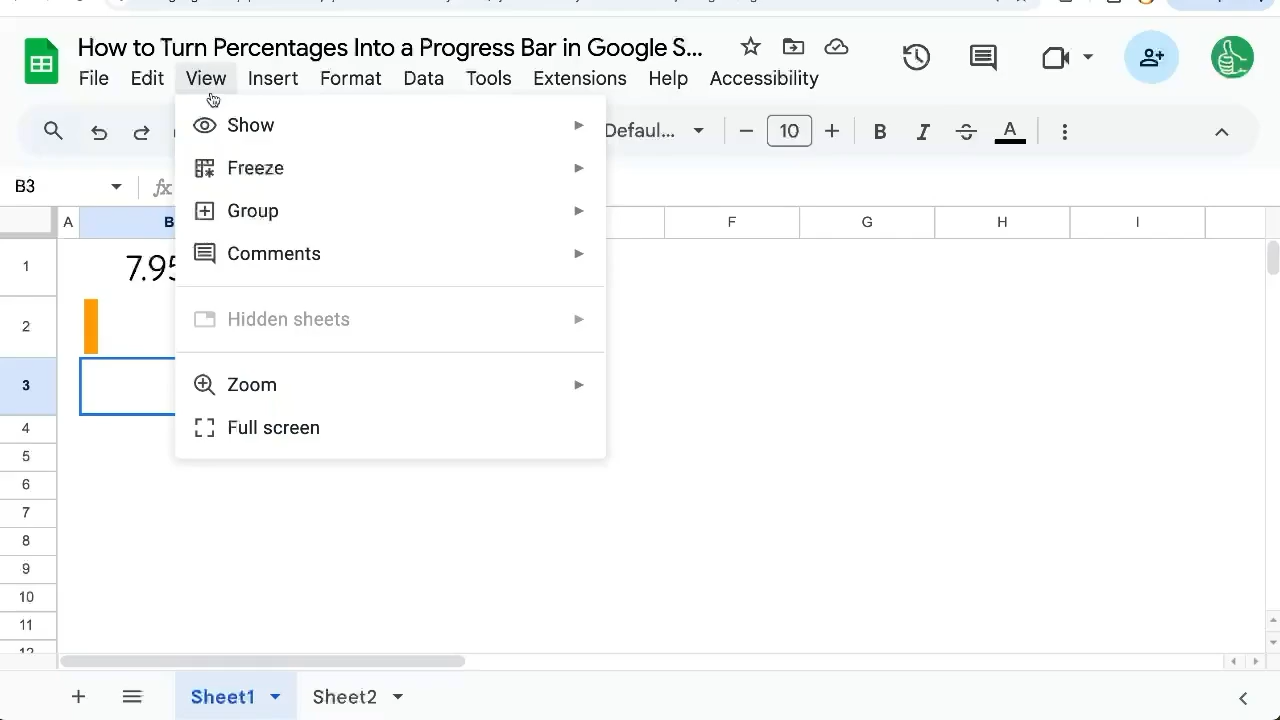 How to Turn Percentages Into a Progress Bar in Google S...
File Edit View Insert Format Data Tools Extensions Help Accessibility
Show
Freeze
Group
Comments
Hidden sheets
Zoom
Full screen
Defaul... 10 B I S A
B3 fx
A B F G H I
1 7.95
2
3
4
5
6
7
8
9
10
11
12
Sheet1 Sheet2